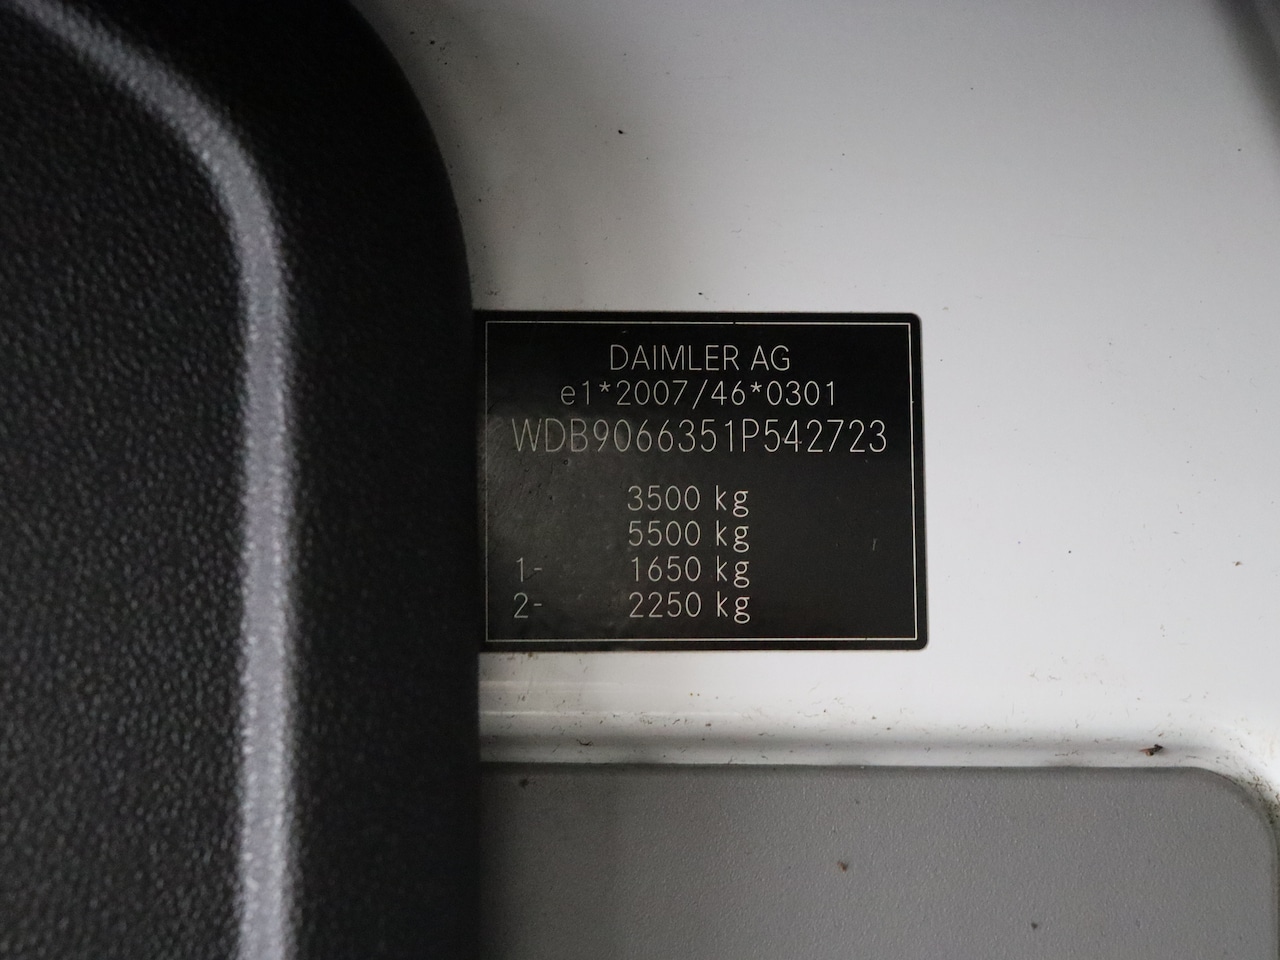 DAIMLER AG
e1*2007/46*0301
WDB9066351P542723
3500 kg
5500 kg
1- 1650 kg
2- 2250 kg